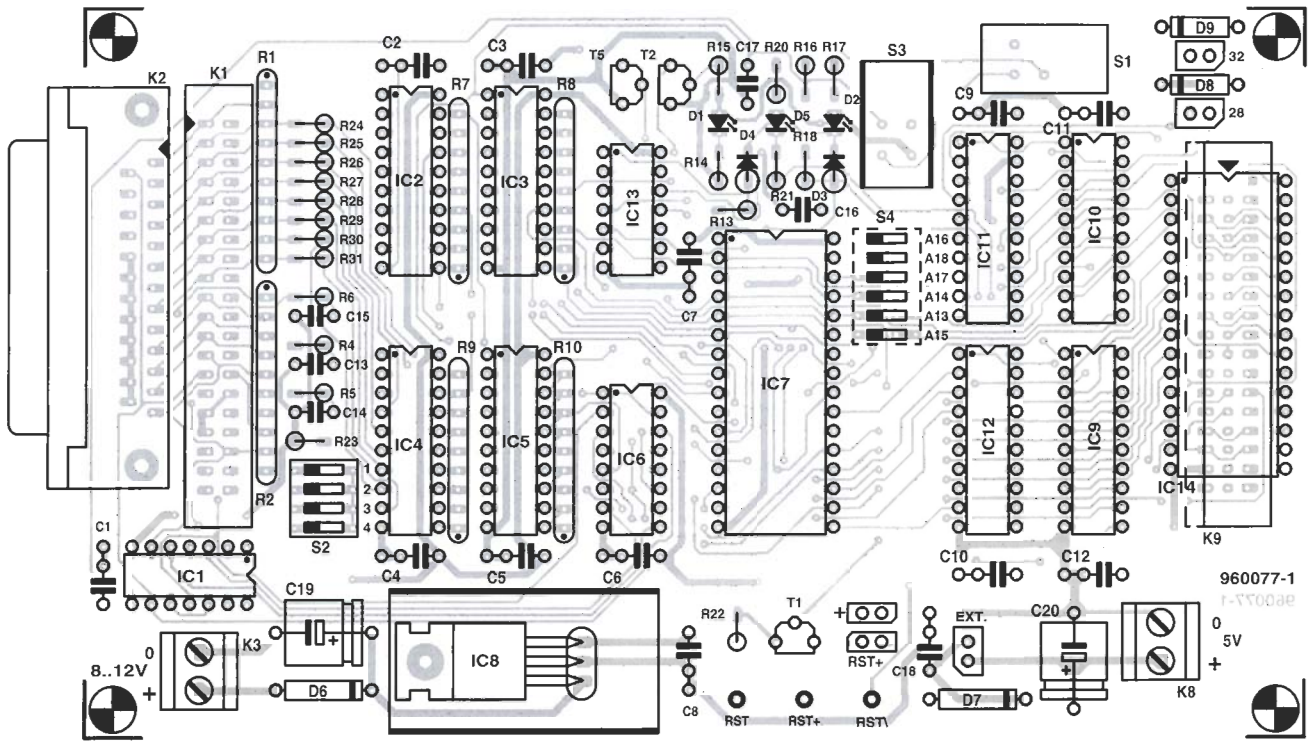 K2
K1
R1
C2
C3
R7
R8
T5
T2
R15
C17
R20
R16
R17
S3
S1
D9
32
D8
28
R24
R25
R26
R27
R28
R29
R30
R31
IC2
IC3
IC13
D1
D4
D5
D2
R18
R14
R21
D3
C16
R13
C9
C11
IC11
IC10
S4
A16
A18
A17
A14
A13
A15
R6
C15
R4
C13
R5
C14
R23
C7
R9
R10
IC4
IC5
IC6
IC7
IC12
IC9
IC14
K9
R2
1
2
3
4
S2
C1
IC1
C4
C5
C6
C10
C12
960077-1
960077-1
C19
K3
0
8..12V
+
+
D6
IC8
C8
R22
T1
+
RST+
RST
RST+
RST\
C18
EXT.
D7
C20
+
0
5V
+
K8